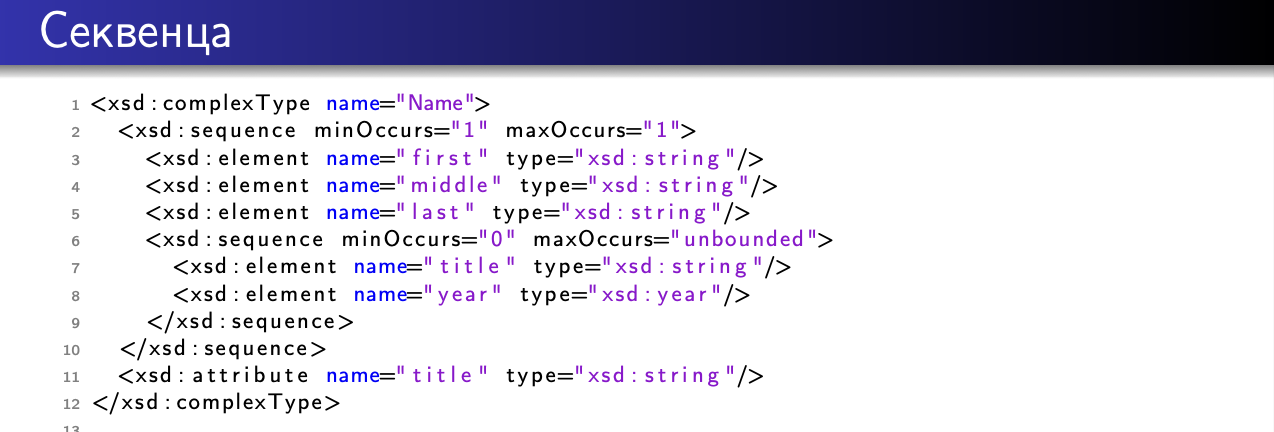 Секвенца
1 <xsd:complexType name="Name">
2 <xsd:sequence minOccurs="1" maxOccurs="1">
3 <xsd:element name="first" type="xsd:string"/>
4 <xsd:element name="middle" type="xsd:string"/>
5 <xsd:element name="last" type="xsd:string"/>
6 <xsd:sequence minOccurs="0" maxOccurs="unbounded">
7 <xsd:element name="title" type="xsd:string"/>
8 <xsd:element name="year" type="xsd:year"/>
9 </xsd:sequence>
10 </xsd:sequence>
11 <xsd:attribute name="title" type="xsd:string"/>
12 </xsd:complexType>
13